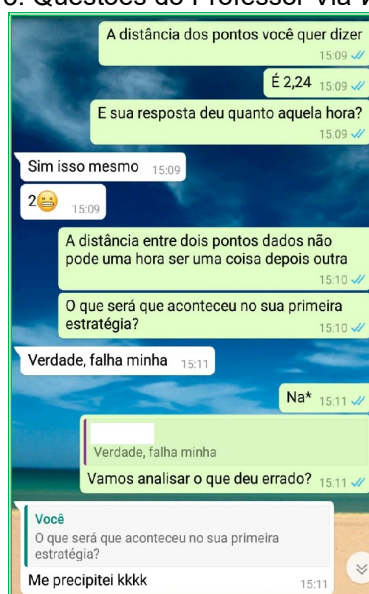 A distância dos pontos você quer dizer
15:09
É 2,24 15:09
E sua resposta deu quanto aquela hora?
15:09
Sim isso mesmo 15:09
2😬 15:09
A distância entre dois pontos dados não
pode uma hora ser uma coisa depois outra
15:10
O que será que aconteceu no sua primeira
estratégia? 15:10
Verdade, falha minha 15:11
Na* 15:11
Verdade, falha minha
Vamos analisar o que deu errado? 15:11
Você
O que será que aconteceu no sua primeira
estratégia?
Me precipitei kkkk 15:11